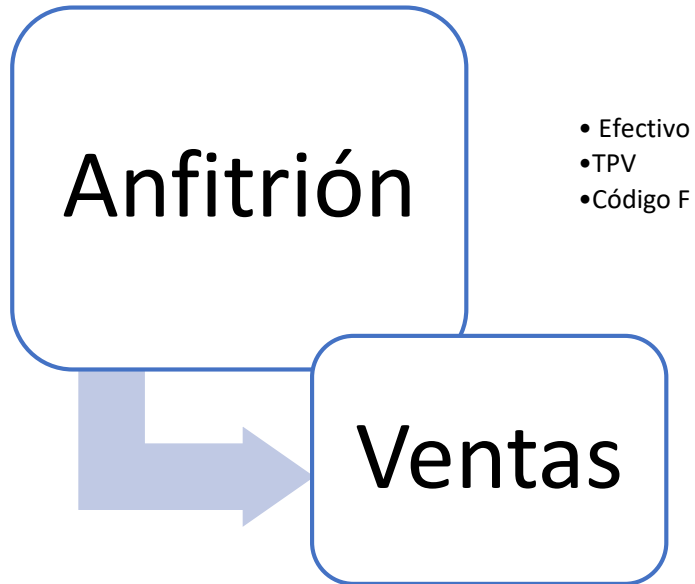 Anfitrión
• Efectivo
•TPV
•Código F
Ventas